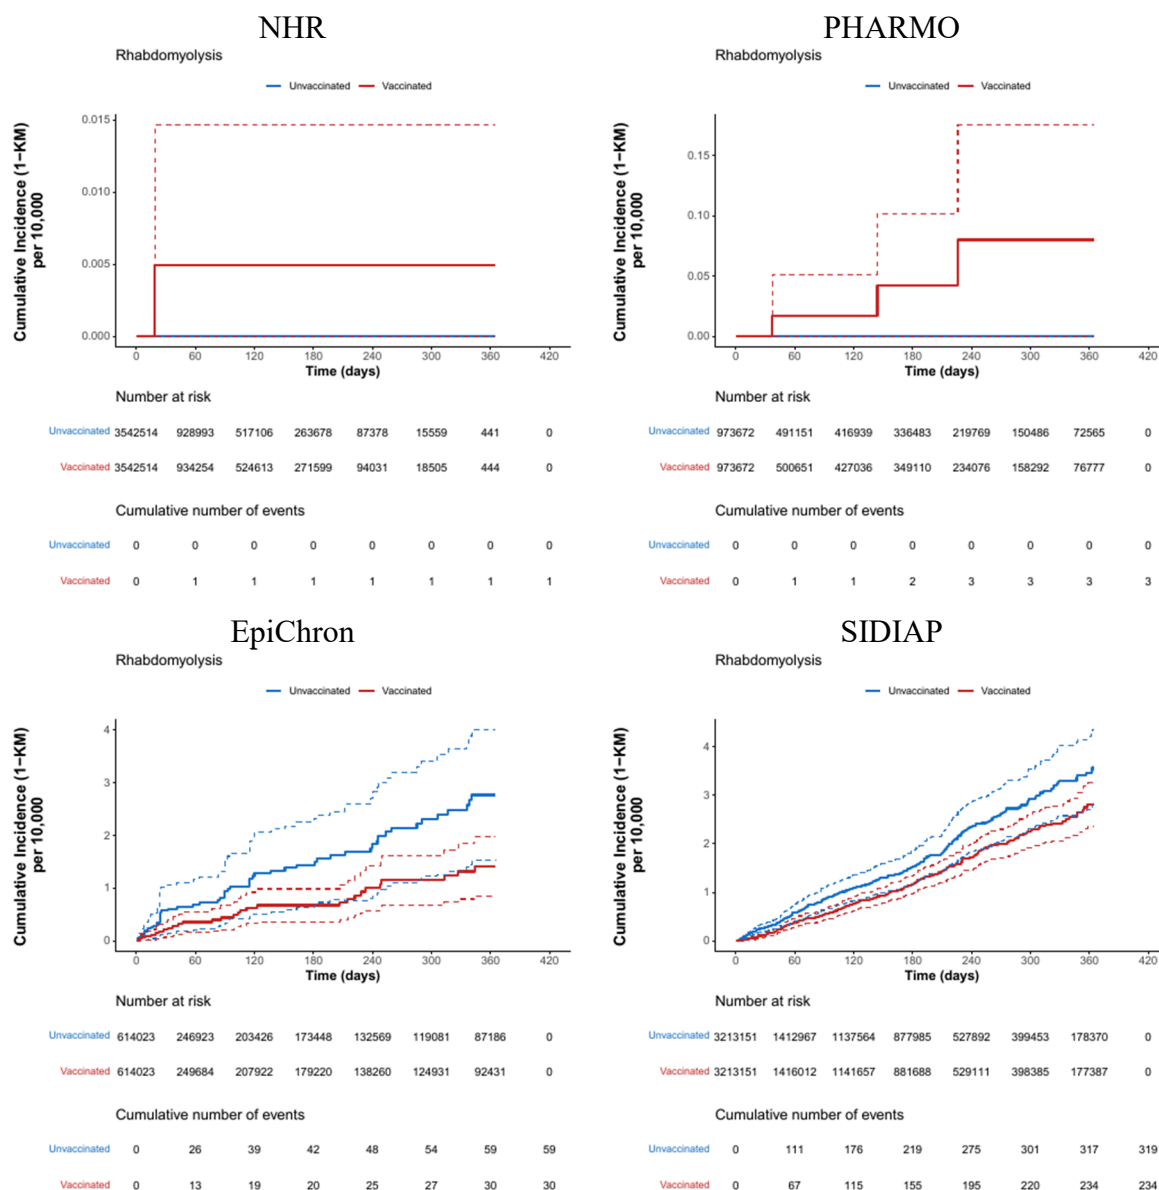 NHR
Rhabdomyolysis
Unvaccinated Vaccinated
Cumulative Incidence (1−KM)
per 10,000
0.015
0.010
0.005
0.000
0 60 120 180 240 300 360 420
Time (days)
Number at risk
Unvaccinated 3542514 928993 517106 263678 87378 15559 441 0
Vaccinated 3542514 934254 524613 271599 94031 18505 444 0
Cumulative number of events
Unvaccinated 0 0 0 0 0 0 0 0
Vaccinated 0 1 1 1 1 1 1 1
PHARMO
Rhabdomyolysis
Unvaccinated Vaccinated
Cumulative Incidence (1−KM)
per 10,000
0.15
0.10
0.05
0.00
0 60 120 180 240 300 360 420
Time (days)
Number at risk
Unvaccinated 973672 491151 416939 336483 219769 150486 72565 0
Vaccinated 973672 500651 427036 349110 234076 158292 76777 0
Cumulative number of events
Unvaccinated 0 0 0 0 0 0 0 0
Vaccinated 0 1 1 2 3 3 3 3
EpiChron
Rhabdomyolysis
Unvaccinated Vaccinated
Cumulative Incidence (1−KM)
per 10,000
4
3
2
1
0
0 60 120 180 240 300 360 420
Time (days)
Number at risk
Unvaccinated 614023 246923 203426 173448 132569 119081 87186 0
Vaccinated 614023 249684 207922 179220 138260 124931 92431 0
Cumulative number of events
Unvaccinated 0 26 39 42 48 54 59 59
Vaccinated 0 13 19 20 25 27 30 30
SIDIAP
Rhabdomyolysis
Unvaccinated Vaccinated
Cumulative Incidence (1−KM)
per 10,000
4
3
2
1
0
0 60 120 180 240 300 360 420
Time (days)
Number at risk
Unvaccinated 3213151 1412967 1137564 877985 527892 399453 178370 0
Vaccinated 3213151 1416012 1141657 881688 529111 398385 177387 0
Cumulative number of events
Unvaccinated 0 111 176 219 275 301 317 319
Vaccinated 0 67 115 155 195 220 234 234